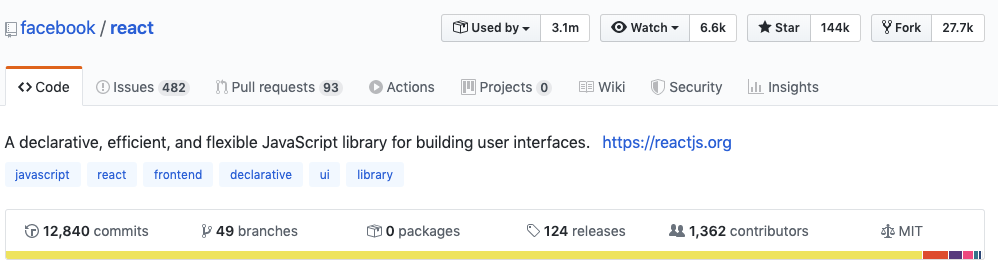 facebook / react Used by 3.1m Watch 6.6k Star 144k Fork 27.7k
Code Issues 482 Pull requests 93 Actions Projects 0 Wiki Security Insights
A declarative, efficient, and flexible JavaScript library for building user interfaces. https://reactjs.org
javascript react frontend declarative ui library
12,840 commits 49 branches 0 packages 124 releases 1,362 contributors MIT